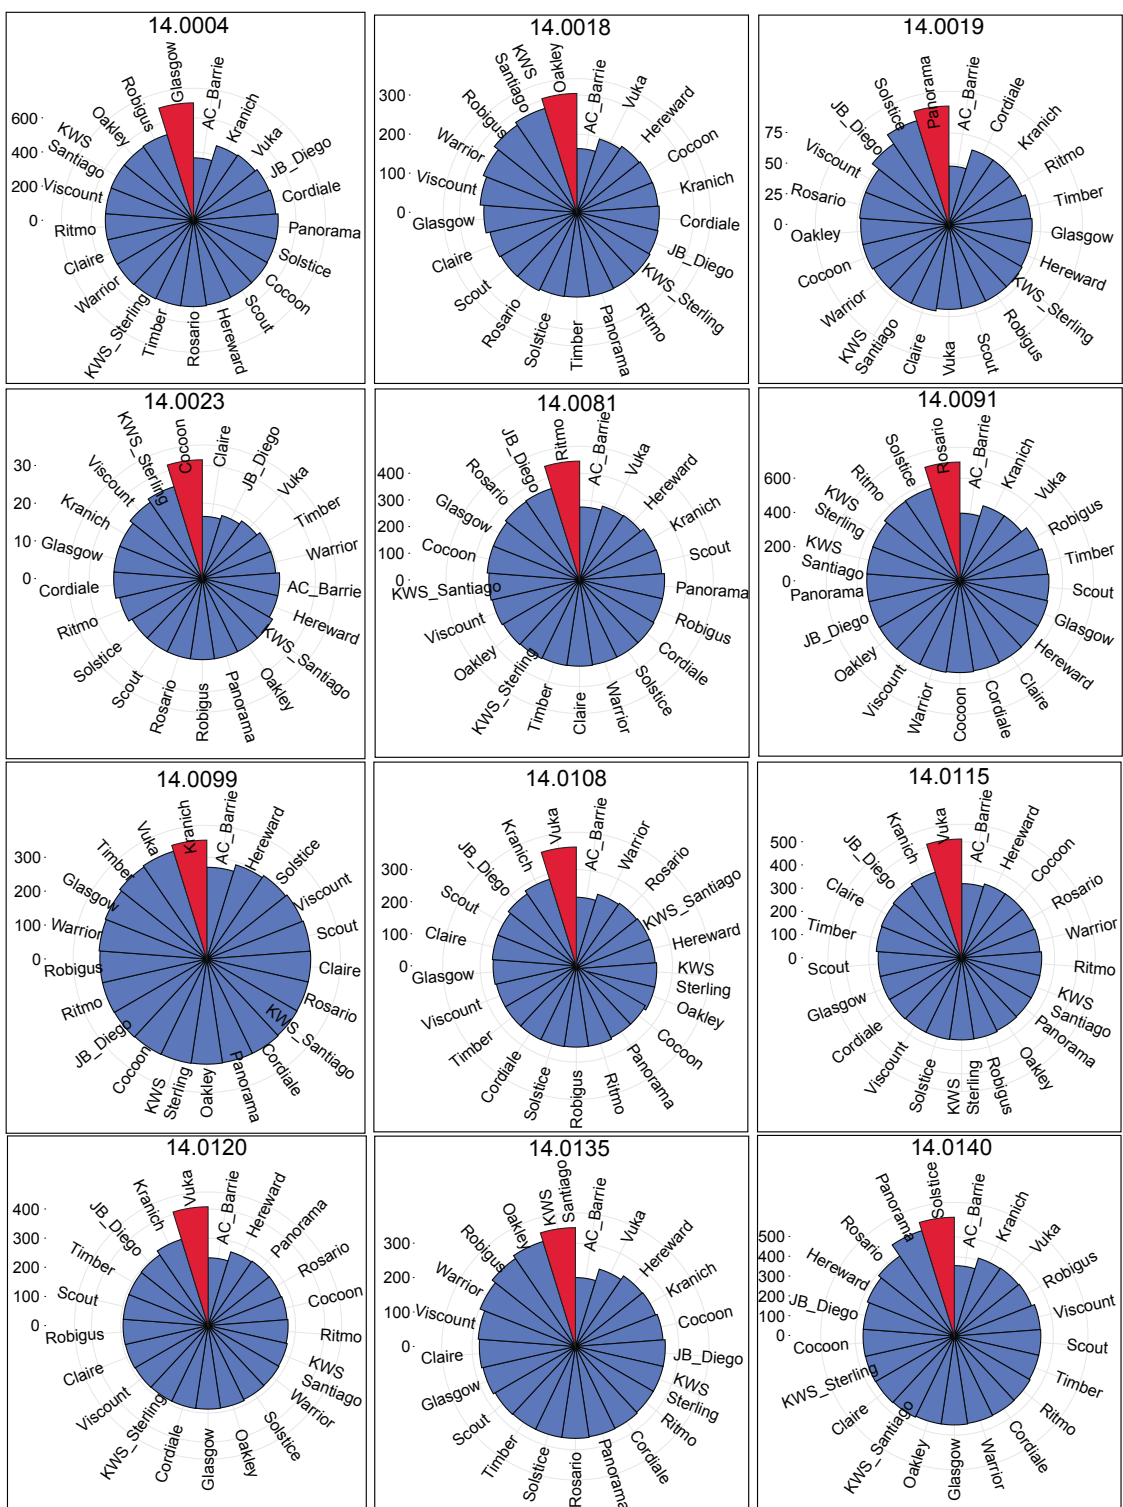 14.0004
Glasgow
AC_Barrie
Kranich
Vuka
JB_Diego
Cordiale
Panorama
Solstice
Cocoon
Scout
Hereward
Rosario
Timber
KWS_Sterling
Warrior
Claire
Ritmo
Viscount
KWS
Santiago
Oakley
Robigus
600
400
200
0
14.0018
Oakley
AC_Barrie
Vuka
Hereward
Cocoon
Kranich
Cordiale
JB_Diego
KWS_Sterling
Ritmo
Panorama
Timber
Solstice
Rosario
Scout
Claire
Glasgow
Viscount
Warrior
Robigus
KWS
Santiago
300
200
100
0
14.0019
Panorama
AC_Barrie
Cordiale
Kranich
Ritmo
Timber
Glasgow
Hereward
KWS_Sterling
Robigus
Scout
Vuka
Claire
KWS
Santiago
Warrior
Cocoon
Oakley
Rosario
Viscount
JB_Diego
Solstice
75
50
25
0
14.0023
Cocoon
Claire
JB_Diego
Vuka
Timber
Warrior
AC_Barrie
Hereward
KWS_Santiago
Oakley
Panorama
Robigus
Rosario
Scout
Solstice
Ritmo
Cordiale
Glasgow
Kranich
Viscount
KWS_Sterling
30
20
10
0
14.0081
Ritmo
AC_Barrie
Vuka
Hereward
Kranich
Scout
Panorama
Robigus
Cordiale
Solstice
Warrior
Claire
Timber
KWS_Sterling
Oakley
Viscount
KWS_Santiago
Cocoon
Glasgow
Rosario
JB_Diego
400
300
200
100
0
14.0091
Rosario
AC_Barrie
Kranich
Vuka
Robigus
Timber
Scout
Glasgow
Hereward
Claire
Cordiale
Cocoon
Warrior
Viscount
Oakley
JB_Diego
Panorama
KWS
Santiago
KWS
Sterling
Ritmo
Solstice
600
400
200
0
14.0099
Kranich
AC_Barrie
Hereward
Solstice
Viscount
Scout
Claire
Rosario
KWS_Santiago
Cordiale
Panorama
Oakley
KWS
Sterling
Cocoon
JB_Diego
Ritmo
Robigus
Warrior
Glasgow
Timber
Vuka
300
200
100
0
14.0108
Vuka
AC_Barrie
Warrior
Rosario
KWS_Santiago
Hereward
KWS
Sterling
Oakley
Cocoon
Panorama
Ritmo
Robigus
Solstice
Cordiale
Timber
Viscount
Glasgow
Claire
Scout
JB_Diego
Kranich
300
200
100
0
14.0115
Vuka
AC_Barrie
Hereward
Cocoon
Rosario
Warrior
Ritmo
KWS
Santiago
Panorama
Oakley
Robigus
KWS
Sterling
Solstice
Viscount
Cordiale
Glasgow
Scout
Timber
Claire
JB_Diego
Kranich
500
400
300
200
100
0
14.0120
Vuka
AC_Barrie
Hereward
Panorama
Rosario
Cocoon
Ritmo
KWS
Santiago
Warrior
Solstice
Oakley
Glasgow
Cordiale
KWS_Sterling
Viscount
Claire
Robigus
Scout
Timber
JB_Diego
Kranich
400
300
200
100
0
14.0135
KWS
Santiago
AC_Barrie
Vuka
Hereward
Kranich
Cocoon
JB_Diego
KWS
Sterling
Ritmo
Cordiale
Panorama
Rosario
Solstice
Timber
Scout
Glasgow
Claire
Viscount
Warrior
Robigus
Oakley
300
200
100
0
14.0140
Solstice
AC_Barrie
Kranich
Vuka
Robigus
Viscount
Scout
Timber
Ritmo
Cordiale
Warrior
Glasgow
Oakley
KWS_Santiago
Claire
KWS_Sterling
Cocoon
JB_Diego
Hereward
Rosario
Panorama
500
400
300
200
100
0